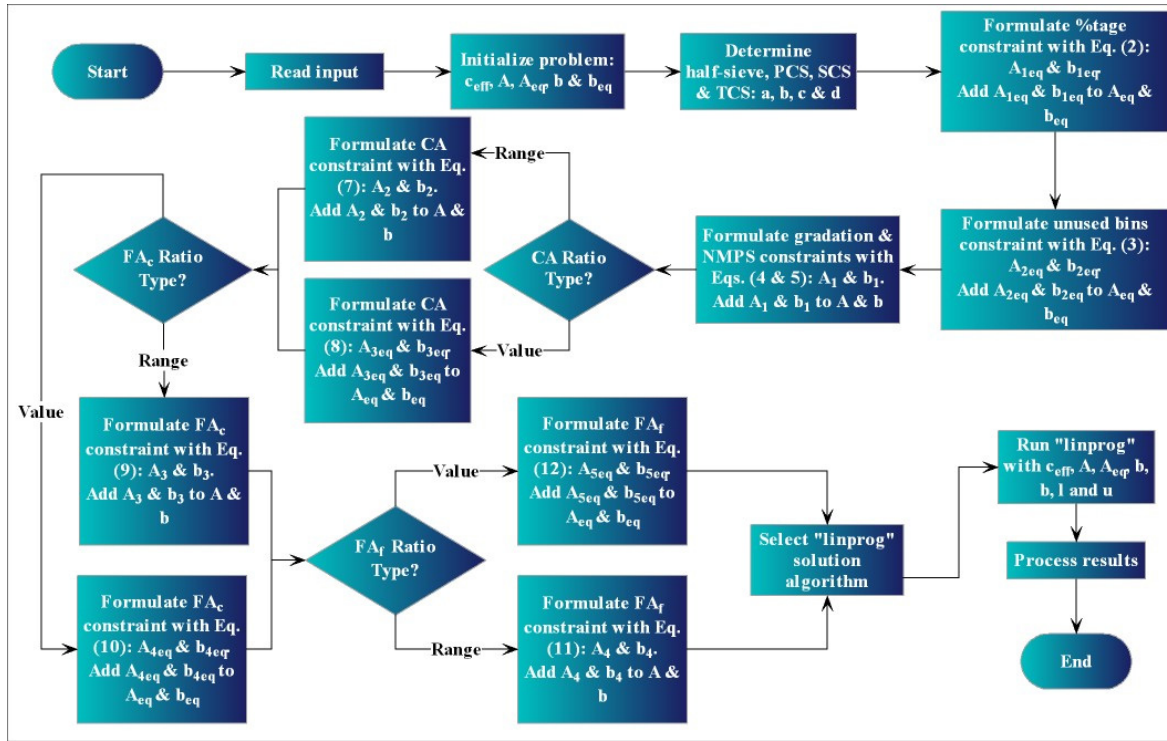 Start
Read input
Initialize problem:
c_eff, A, A_eq, b & b_eq
Determine
half-sieve, PCS, SCS
& TCS: a, b, c & d
Formulate %tage
constraint with Eq. (2):
A_1eq & b_1eq.
Add A_1eq & b_1eq to A_eq &
b_eq
Formulate unused bins
constraint with Eq. (3):
A_2eq & b_2eq.
Add A_2eq & b_2eq to A_eq &
b_eq
Formulate gradation &
NMPS constraints with
Eqs. (4 & 5): A_1 & b_1.
Add A_1 & b_1 to A & b
CA Ratio
Type?
Range
Value
Formulate CA
constraint with Eq.
(7): A_2 & b_2.
Add A_2 & b_2 to A &
b
Formulate CA
constraint with Eq.
(8): A_3eq & b_3eq.
Add A_3eq & b_3eq to
A_eq & b_eq
FA_c Ratio
Type?
Range
Value
Formulate FA_c
constraint with Eq.
(9): A_3 & b_3.
Add A_3 & b_3 to A &
b
Formulate FA_c
constraint with Eq.
(10): A_4eq & b_4eq.
Add A_4eq & b_4eq to
A_eq & b_eq
FA_f Ratio
Type?
Value
Range
Formulate FA_f
constraint with Eq.
(12): A_5eq & b_5eq.
Add A_5eq & b_5eq to
A_eq & b_eq
Formulate FA_f
constraint with Eq.
(11): A_4 & b_4.
Add A_4 & b_4 to A &
b
Select "linprog"
solution
algorithm
Run "linprog"
with c_eff, A, A_eq, b,
b, l and u
Process results
End